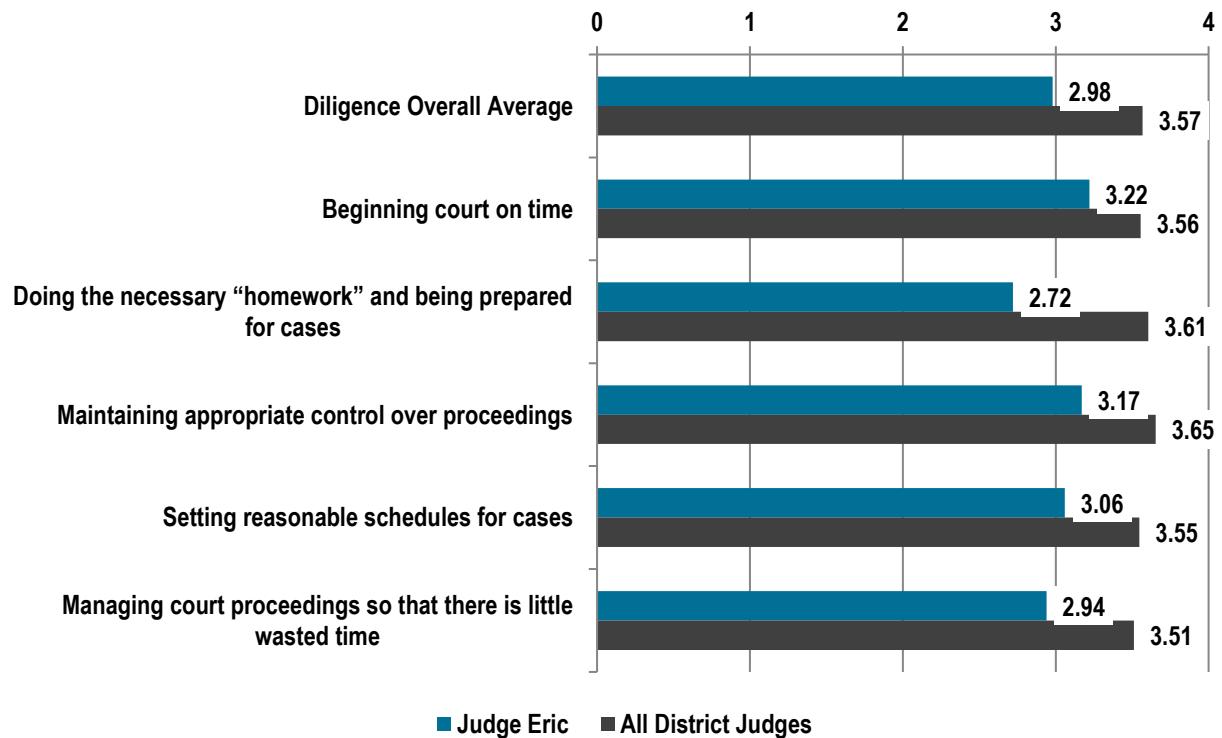 0 1 2 3 4
Diligence Overall Average
2.98
3.57
Beginning court on time
3.22
3.56
Doing the necessary “homework” and being prepared
for cases
2.72
3.61
Maintaining appropriate control over proceedings
3.17
3.65
Setting reasonable schedules for cases
3.06
3.55
Managing court proceedings so that there is little
wasted time
2.94
3.51
Judge Eric All District Judges